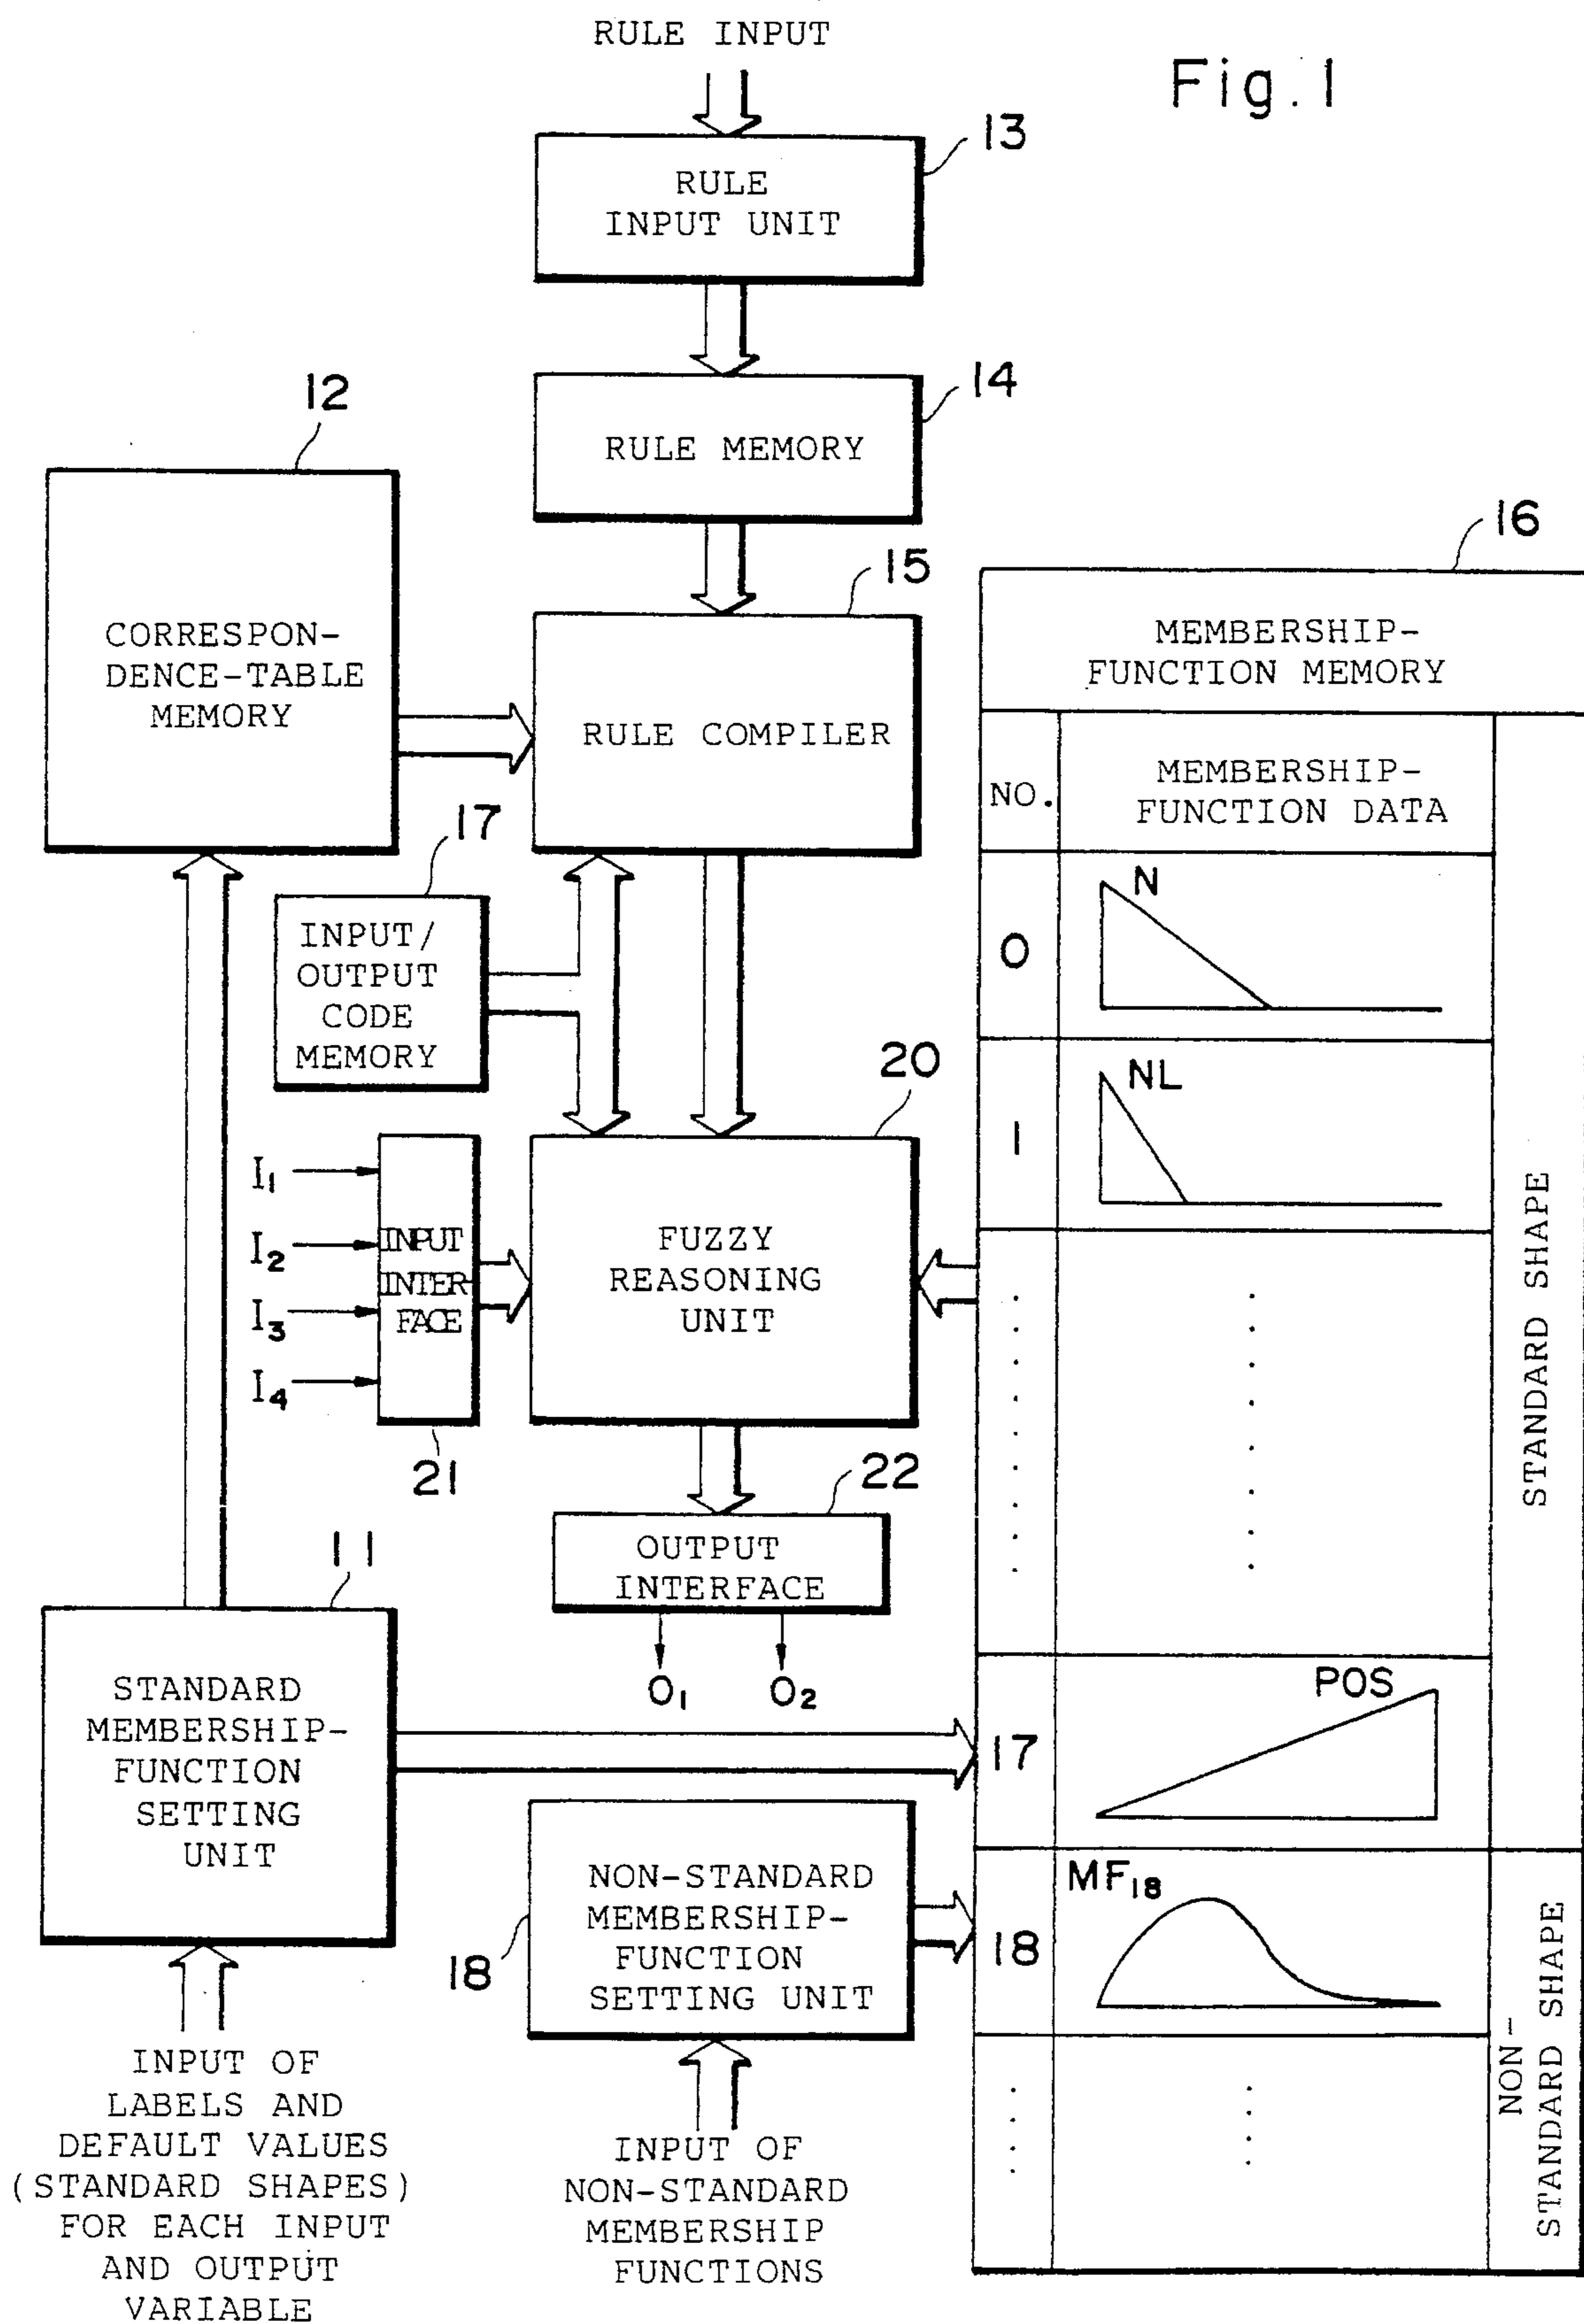 RULE INPUT
Fig. 1
13
RULE
INPUT UNIT
14
RULE MEMORY
12
CORRESPON-
DENCE-TABLE
MEMORY
15
RULE COMPILER
16
MEMBERSHIP-
FUNCTION MEMORY
NO.
MEMBERSHIP-
FUNCTION DATA
0
N
1
NL
STANDARD SHAPE
17
POS
18
MF18
NON-
STANDARD SHAPE
17
INPUT/
OUTPUT
CODE
MEMORY
20
FUZZY
REASONING
UNIT
I1
I2
I3
I4
INPUT
INTER-
FACE
21
22
OUTPUT
INTERFACE
O1
O2
11
STANDARD
MEMBERSHIP-
FUNCTION
SETTING
UNIT
18
NON-STANDARD
MEMBERSHIP-
FUNCTION
SETTING UNIT
INPUT OF
LABELS AND
DEFAULT VALUES
(STANDARD SHAPES)
FOR EACH INPUT
AND OUTPUT
VARIABLE
INPUT OF
NON-STANDARD
MEMBERSHIP
FUNCTIONS